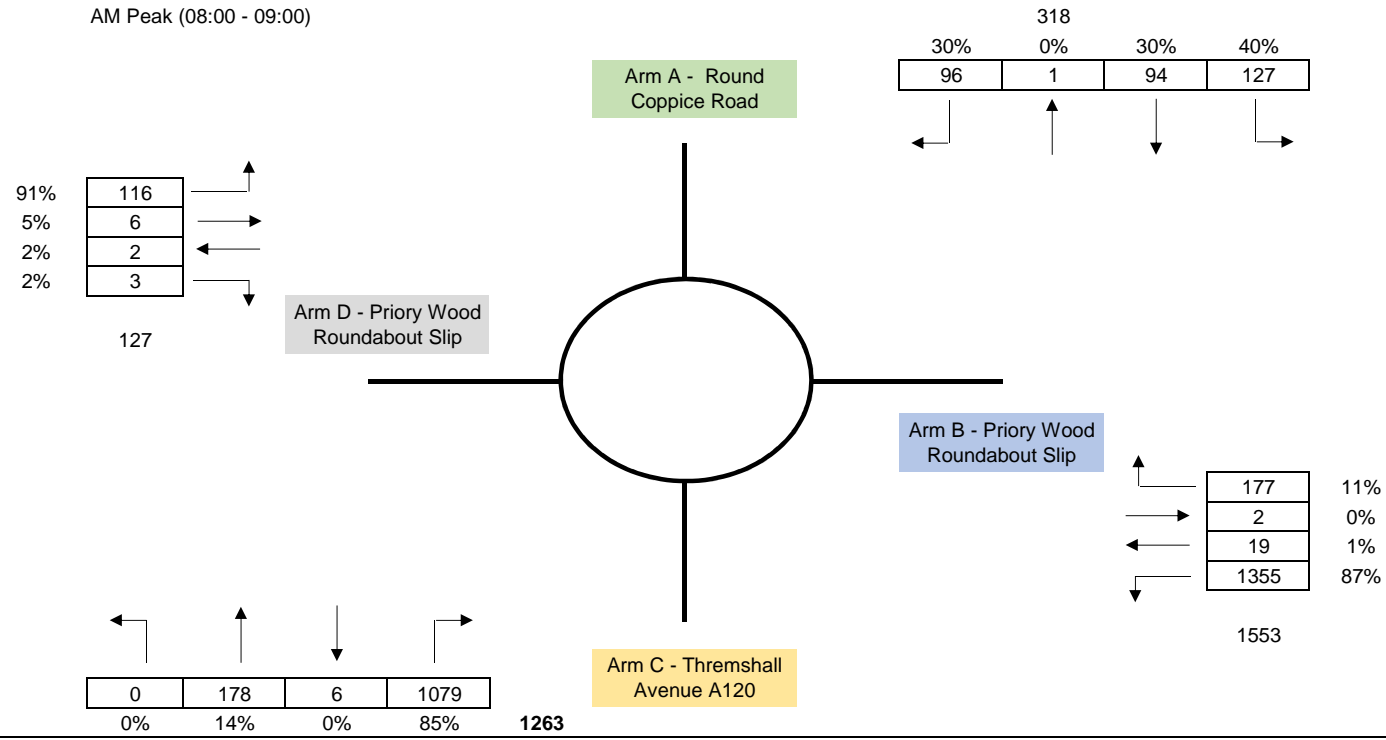 AM Peak (08:00 - 09:00)
318
30% 0% 30% 40%
96 1 94 127
Arm A - Round
Coppice Road
91% 116
5% 6
2% 2
2% 3
127
Arm D - Priory Wood
Roundabout Slip
Arm B - Priory Wood
Roundabout Slip
177 11%
2 0%
19 1%
1355 87%
1553
Arm C - Thremshall
Avenue A120
0 178 6 1079
0% 14% 0% 85% 1263